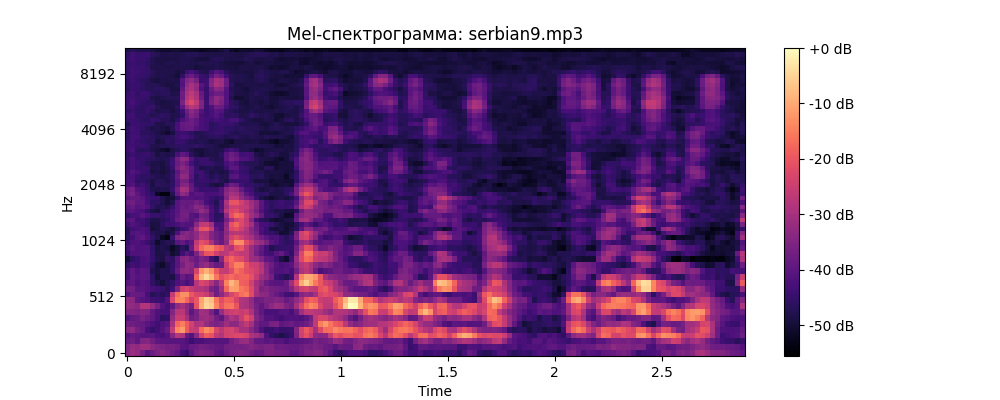 Mel-спектрограмма: serbian9.mp3
+0 dB
8192
-10 dB
4096
-20 dB
2048
Hz
-30 dB
1024
-40 dB
512
-50 dB
0
0 0.5 1 1.5 2 2.5
Time